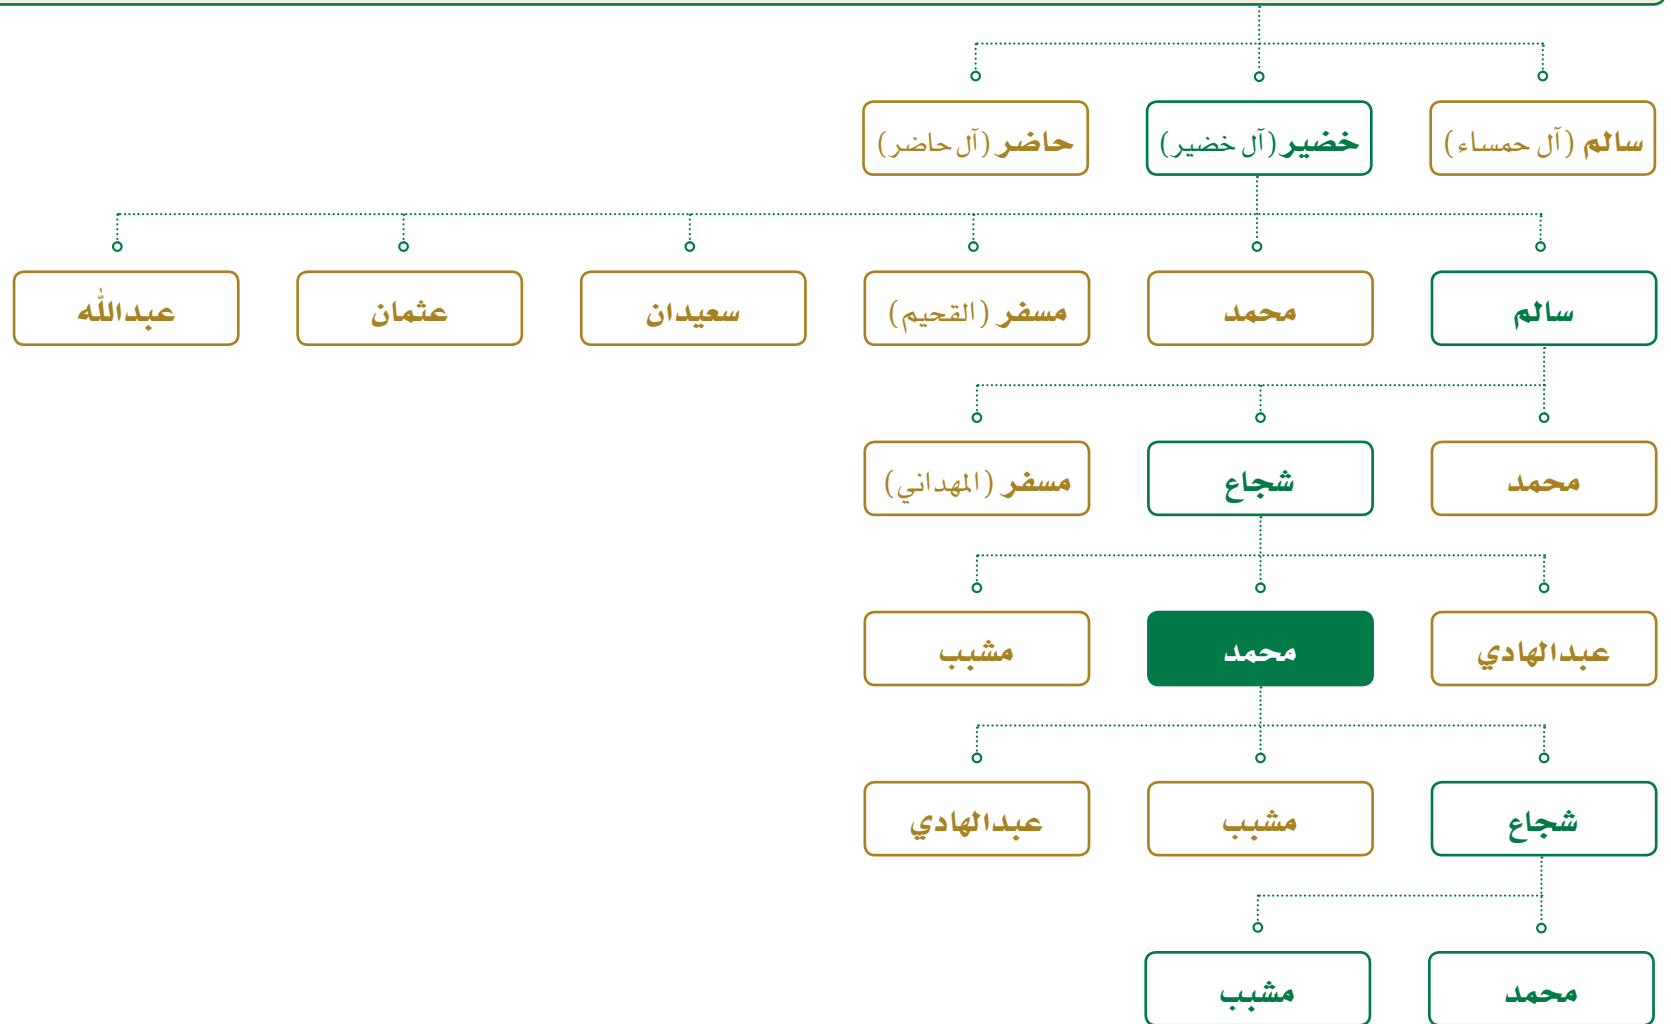 سالم (آل حمساء)
خضير (آل خضير)
حاضر (آل حاضر)
سالم
محمد
مسفر (القحيم)
سعيدان
عثمان
عبدالله
محمد
شجاع
مسفر (المهداني)
عبدالهادي
محمد
مشبب
شجاع
مشبب
عبدالهادي
محمد
مشبب